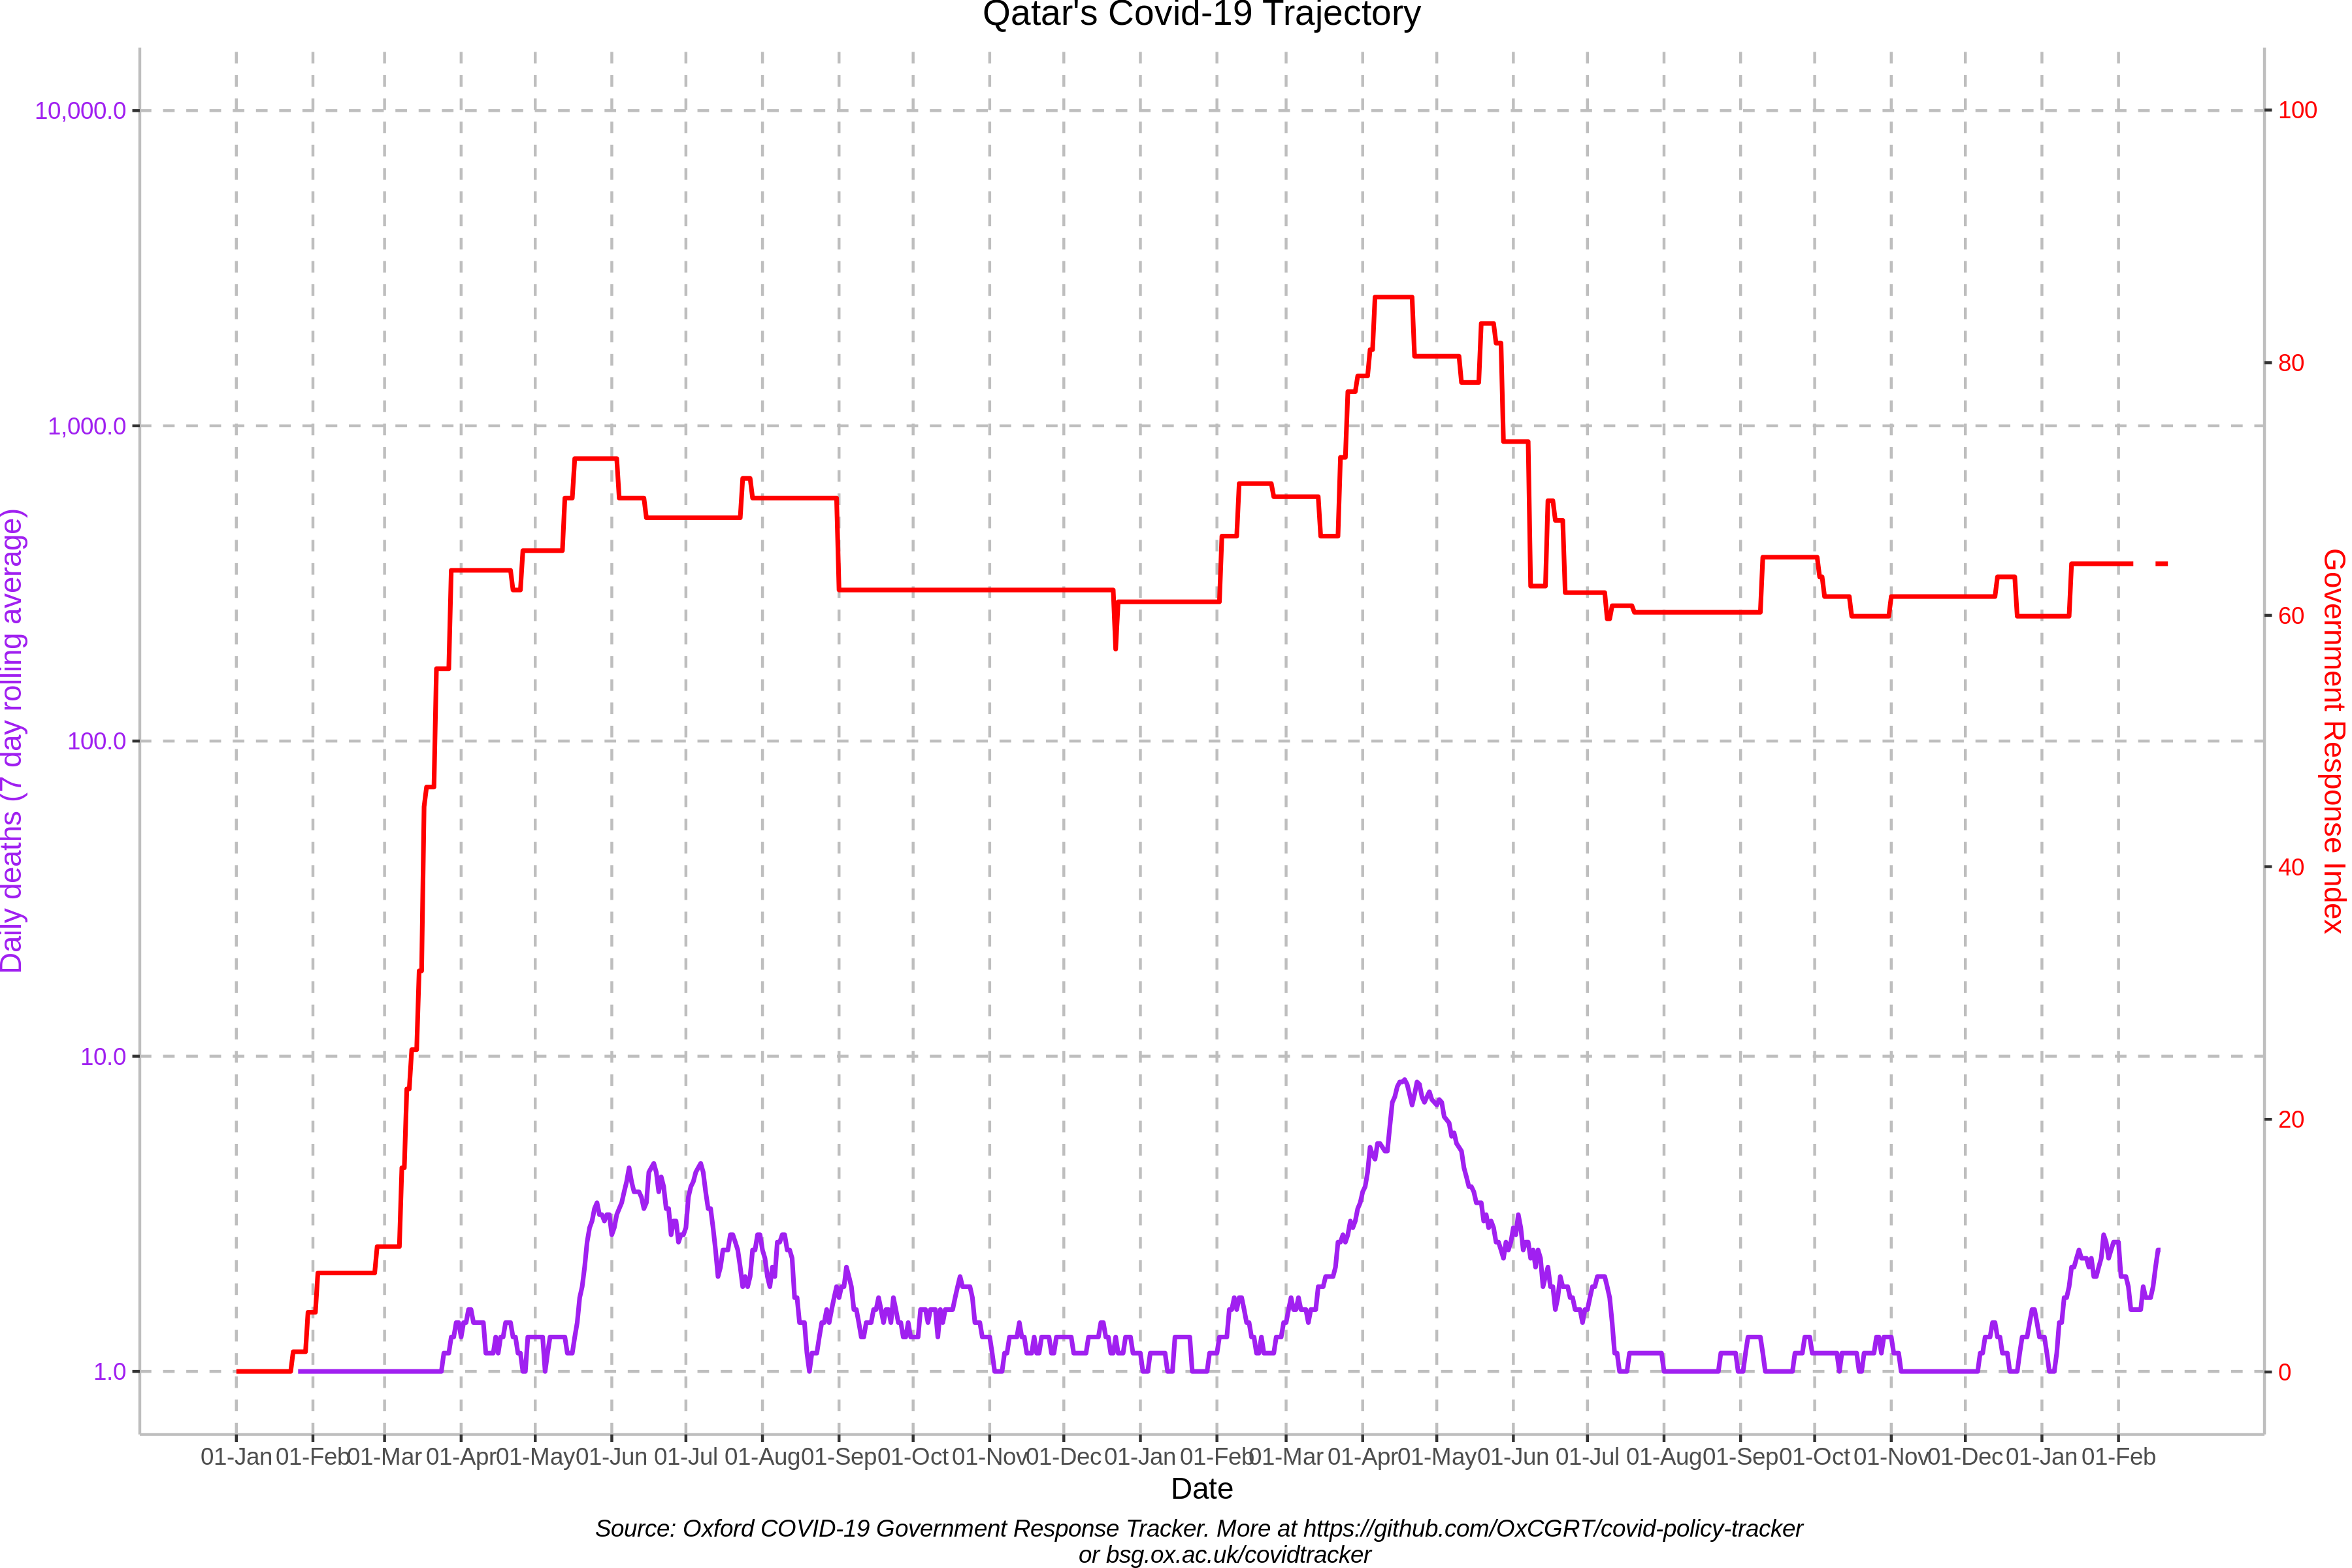 Qatar's Covid-19 Trajectory
10,000.0
1,000.0
100.0
10.0
1.0
Daily deaths (7 day rolling average)
100
80
60
40
20
0
Government Response Index
01-Jan 01-Feb 01-Mar 01-Apr 01-May 01-Jun 01-Jul 01-Aug 01-Sep 01-Oct 01-Nov 01-Dec 01-Jan 01-Feb 01-Mar 01-Apr 01-May 01-Jun 01-Jul 01-Aug 01-Sep 01-Oct 01-Nov 01-Dec 01-Jan 01-Feb
Date
Source: Oxford COVID-19 Government Response Tracker. More at https://github.com/OxCGRT/covid-policy-tracker
or bsg.ox.ac.uk/covidtracker